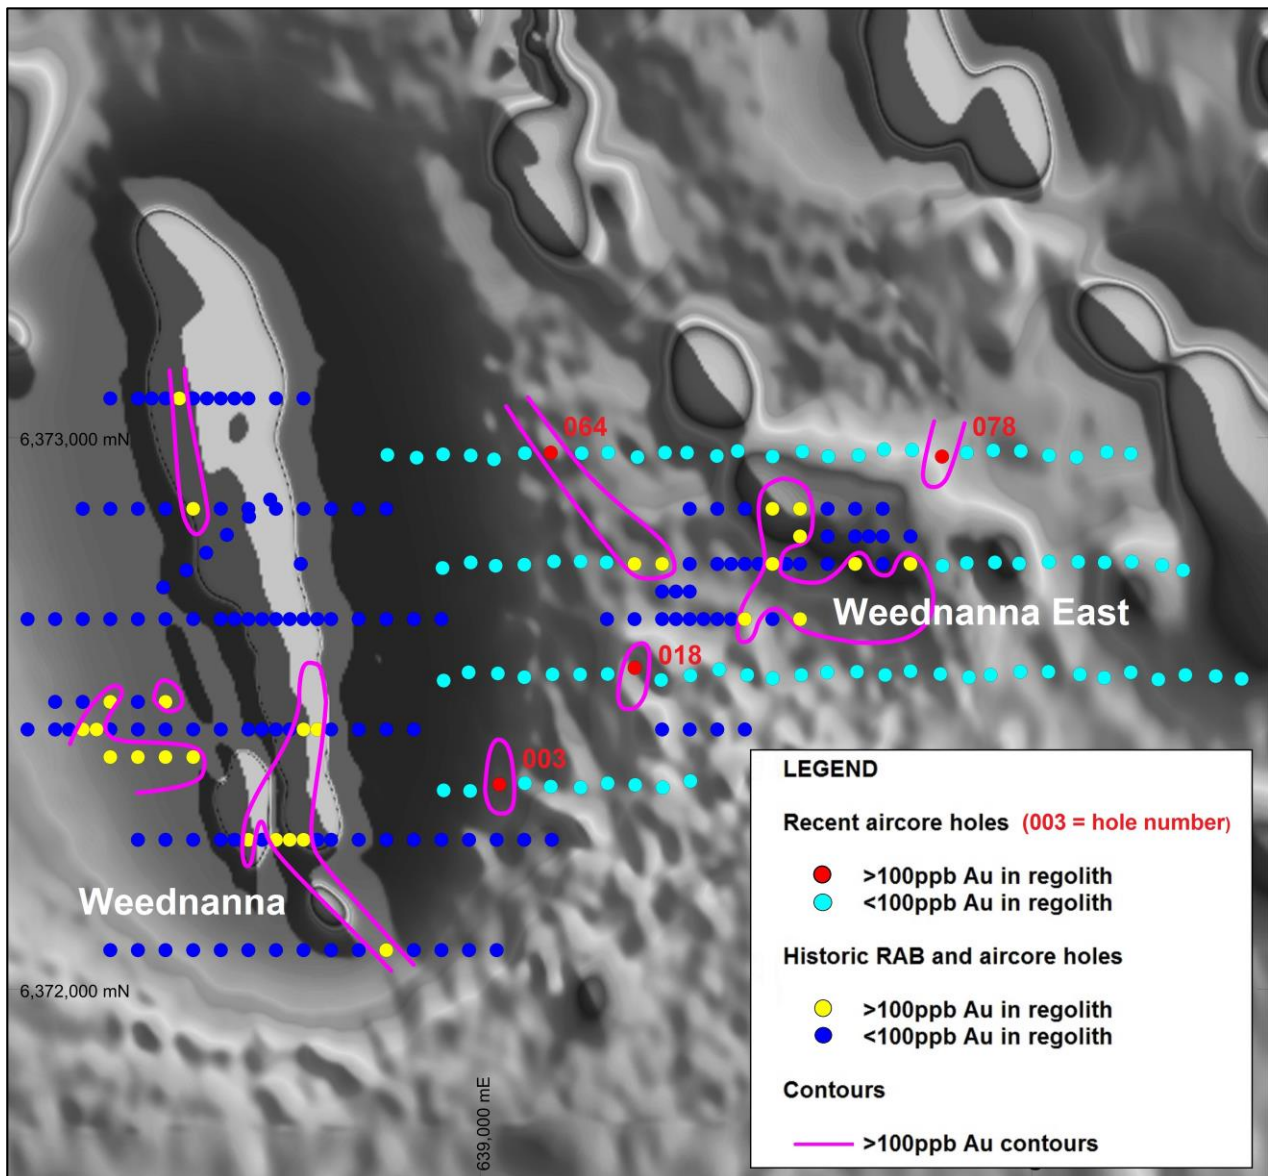 064
078
6,373,000 mN
Weednanna East
018
003
Weednanna
6,372,000 mN
639,000 mE
LEGEND
Recent aircore holes (003 = hole number)
>100ppb Au in regolith
<100ppb Au in regolith
Historic RAB and aircore holes
>100ppb Au in regolith
<100ppb Au in regolith
Contours
>100ppb Au contours